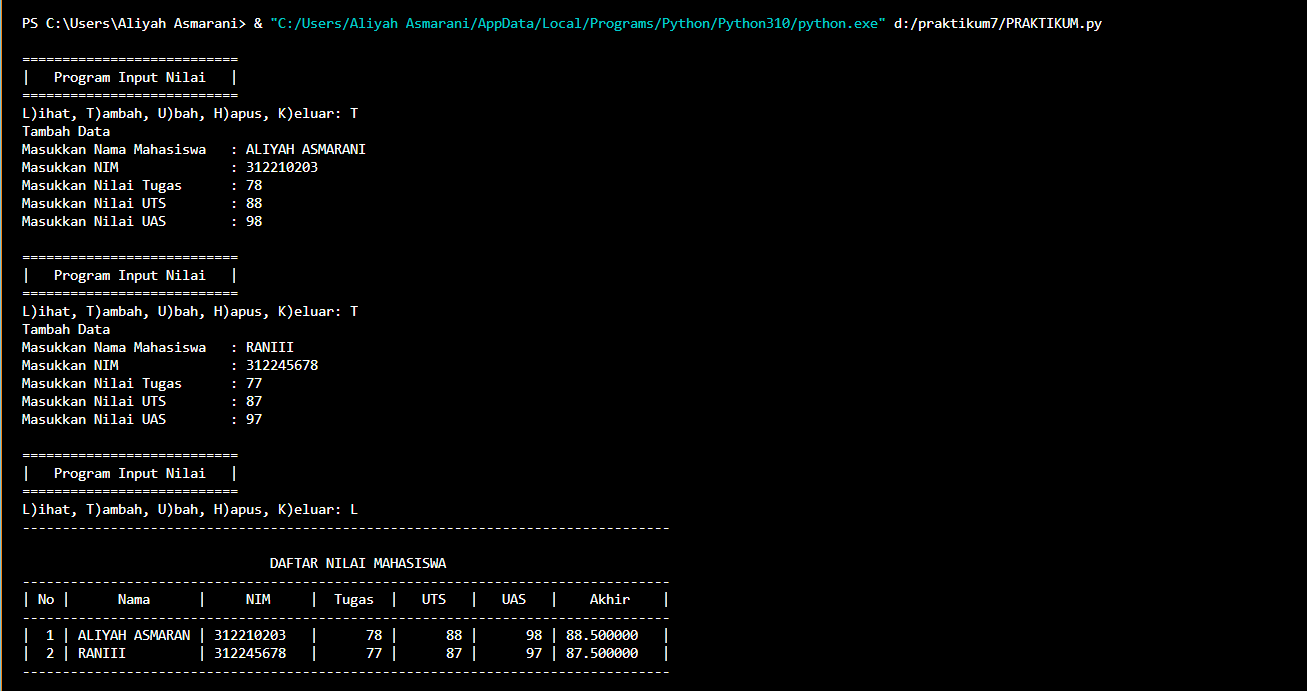 PS C:\Users\Aliyah Asmarani> & "C:/Users/Aliyah Asmarani/AppData/Local/Programs/Python/Python310/python.exe" d:/praktikum7/PRAKTIKUM.py

===========================
|   Program Input Nilai   |
===========================
L)ihat, T)ambah, U)bah, H)apus, K)eluar: T
Tambah Data
Masukkan Nama Mahasiswa   : ALIYAH ASMARANI
Masukkan NIM              : 312210203
Masukkan Nilai Tugas      : 78
Masukkan Nilai UTS        : 88
Masukkan Nilai UAS        : 98

===========================
|   Program Input Nilai   |
===========================
L)ihat, T)ambah, U)bah, H)apus, K)eluar: T
Tambah Data
Masukkan Nama Mahasiswa   : RANIII
Masukkan NIM              : 312245678
Masukkan Nilai Tugas      : 77
Masukkan Nilai UTS        : 87
Masukkan Nilai UAS        : 97

===========================
|   Program Input Nilai   |
===========================
L)ihat, T)ambah, U)bah, H)apus, K)eluar: L
---------------------------------------------------------------------------------

                               DAFTAR NILAI MAHASISWA
---------------------------------------------------------------------------------
| No |      Nama      |     NIM     |  Tugas  |   UTS   |   UAS   |    Akhir    |
---------------------------------------------------------------------------------
|  1 | ALIYAH ASMARAN | 312210203   |      78 |      88 |      98 | 88.500000   |
|  2 | RANIII         | 312245678   |      77 |      87 |      97 | 87.500000   |
---------------------------------------------------------------------------------